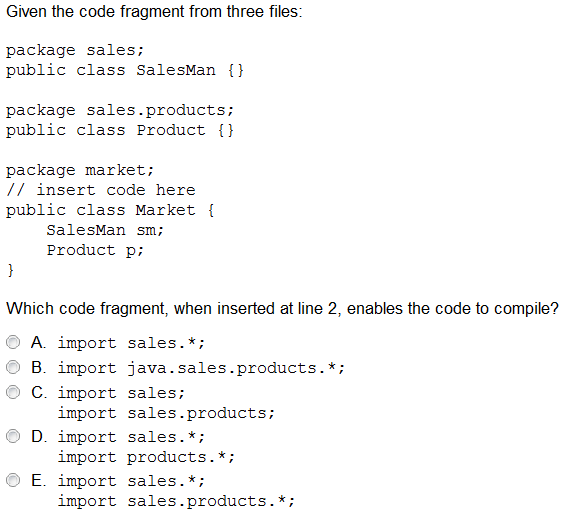 Given the code fragment from three files:
package sales;
public class SalesMan {}
package sales.products;
public class Product {}
package market;
// insert code here
public class Market {
SalesMan sm;
Product p;
}
Which code fragment, when inserted at line 2, enables the code to compile?
A. import sales.*;
B. import java.sales.products.*;
C. import sales;
import sales.products;
D. import sales.*;
import products.*;
E. import sales.*;
import sales.products.*;